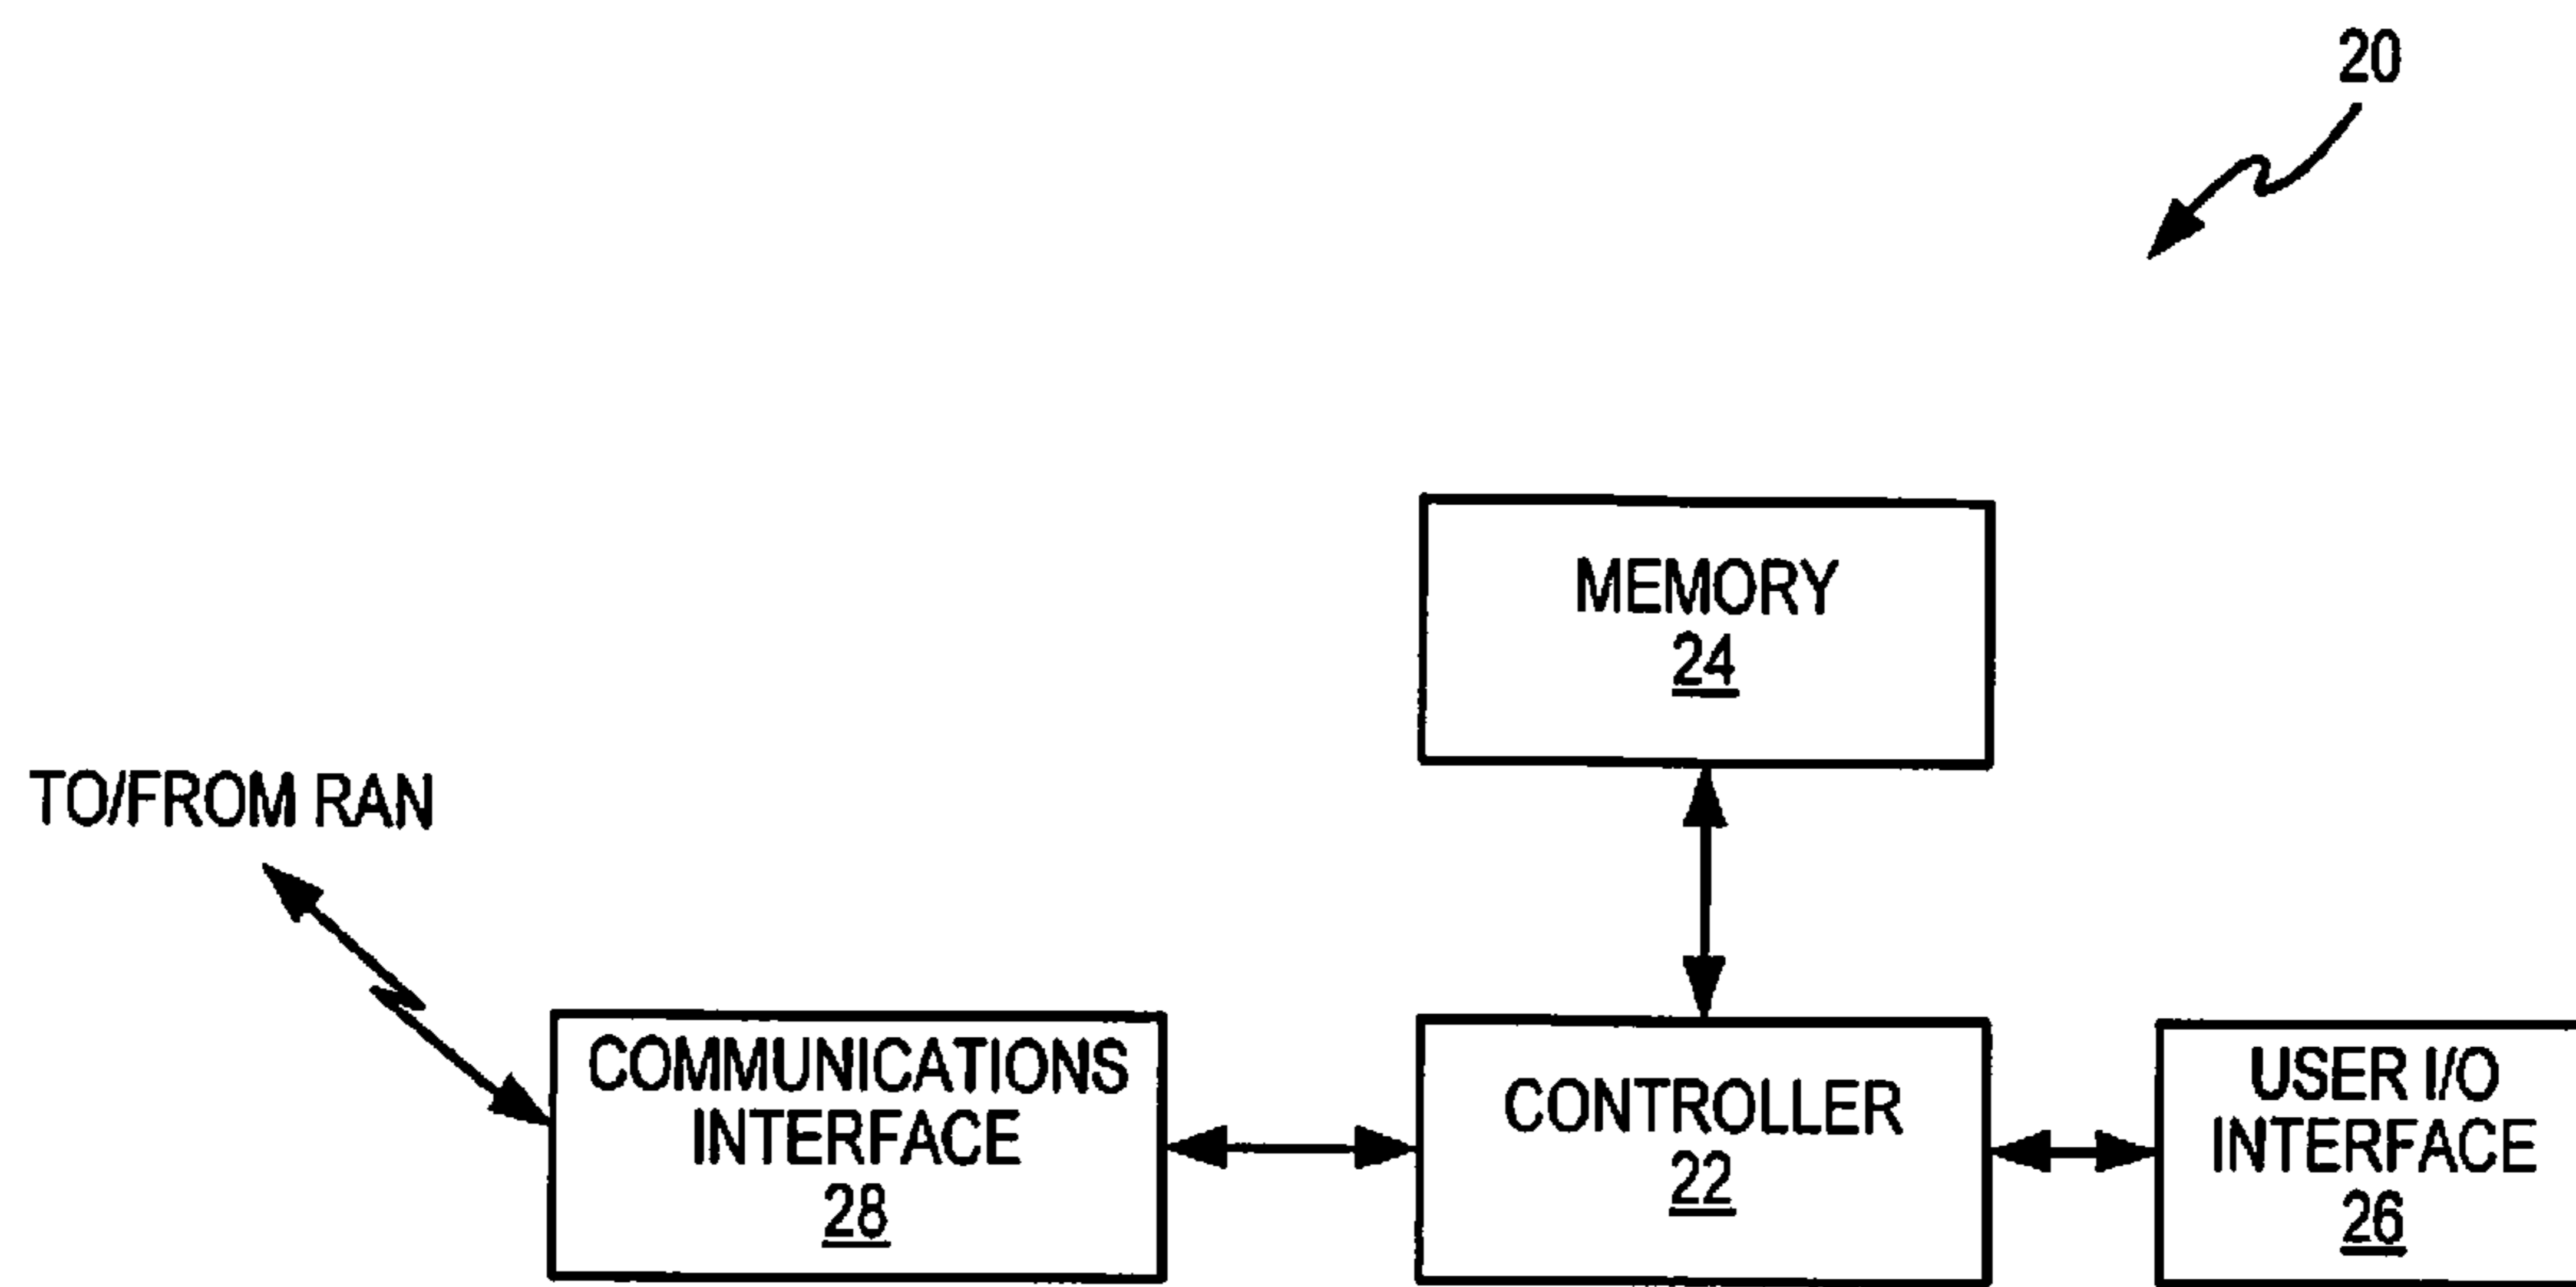 20
MEMORY
24
TO/FROM RAN
COMMUNICATIONS
INTERFACE
28
CONTROLLER
22
USER I/O
INTERFACE
26